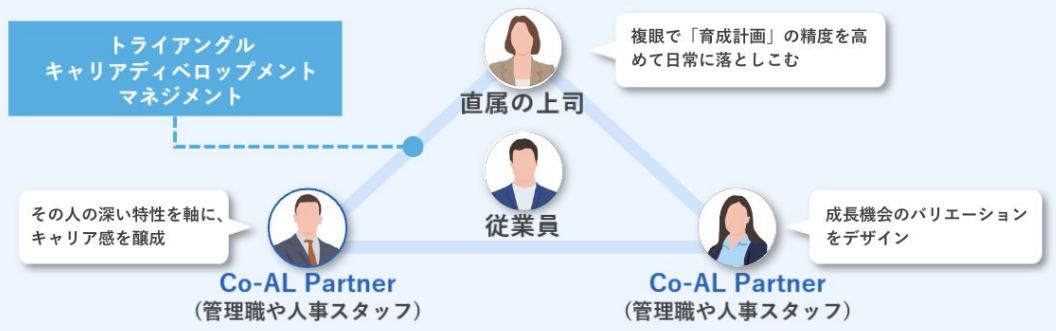 トライアングル
キャリアディベロップメント
マネジメント
複眼で「育成計画」の精度を高
めて日常に落としこむ
直属の上司
その人の深い特性を軸に、
キャリア感を醸成
従業員
成長機会のバリエーション
をデザイン
Co-AL Partner
（管理職や人事スタッフ）
Co-AL Partner
（管理職や人事スタッフ）